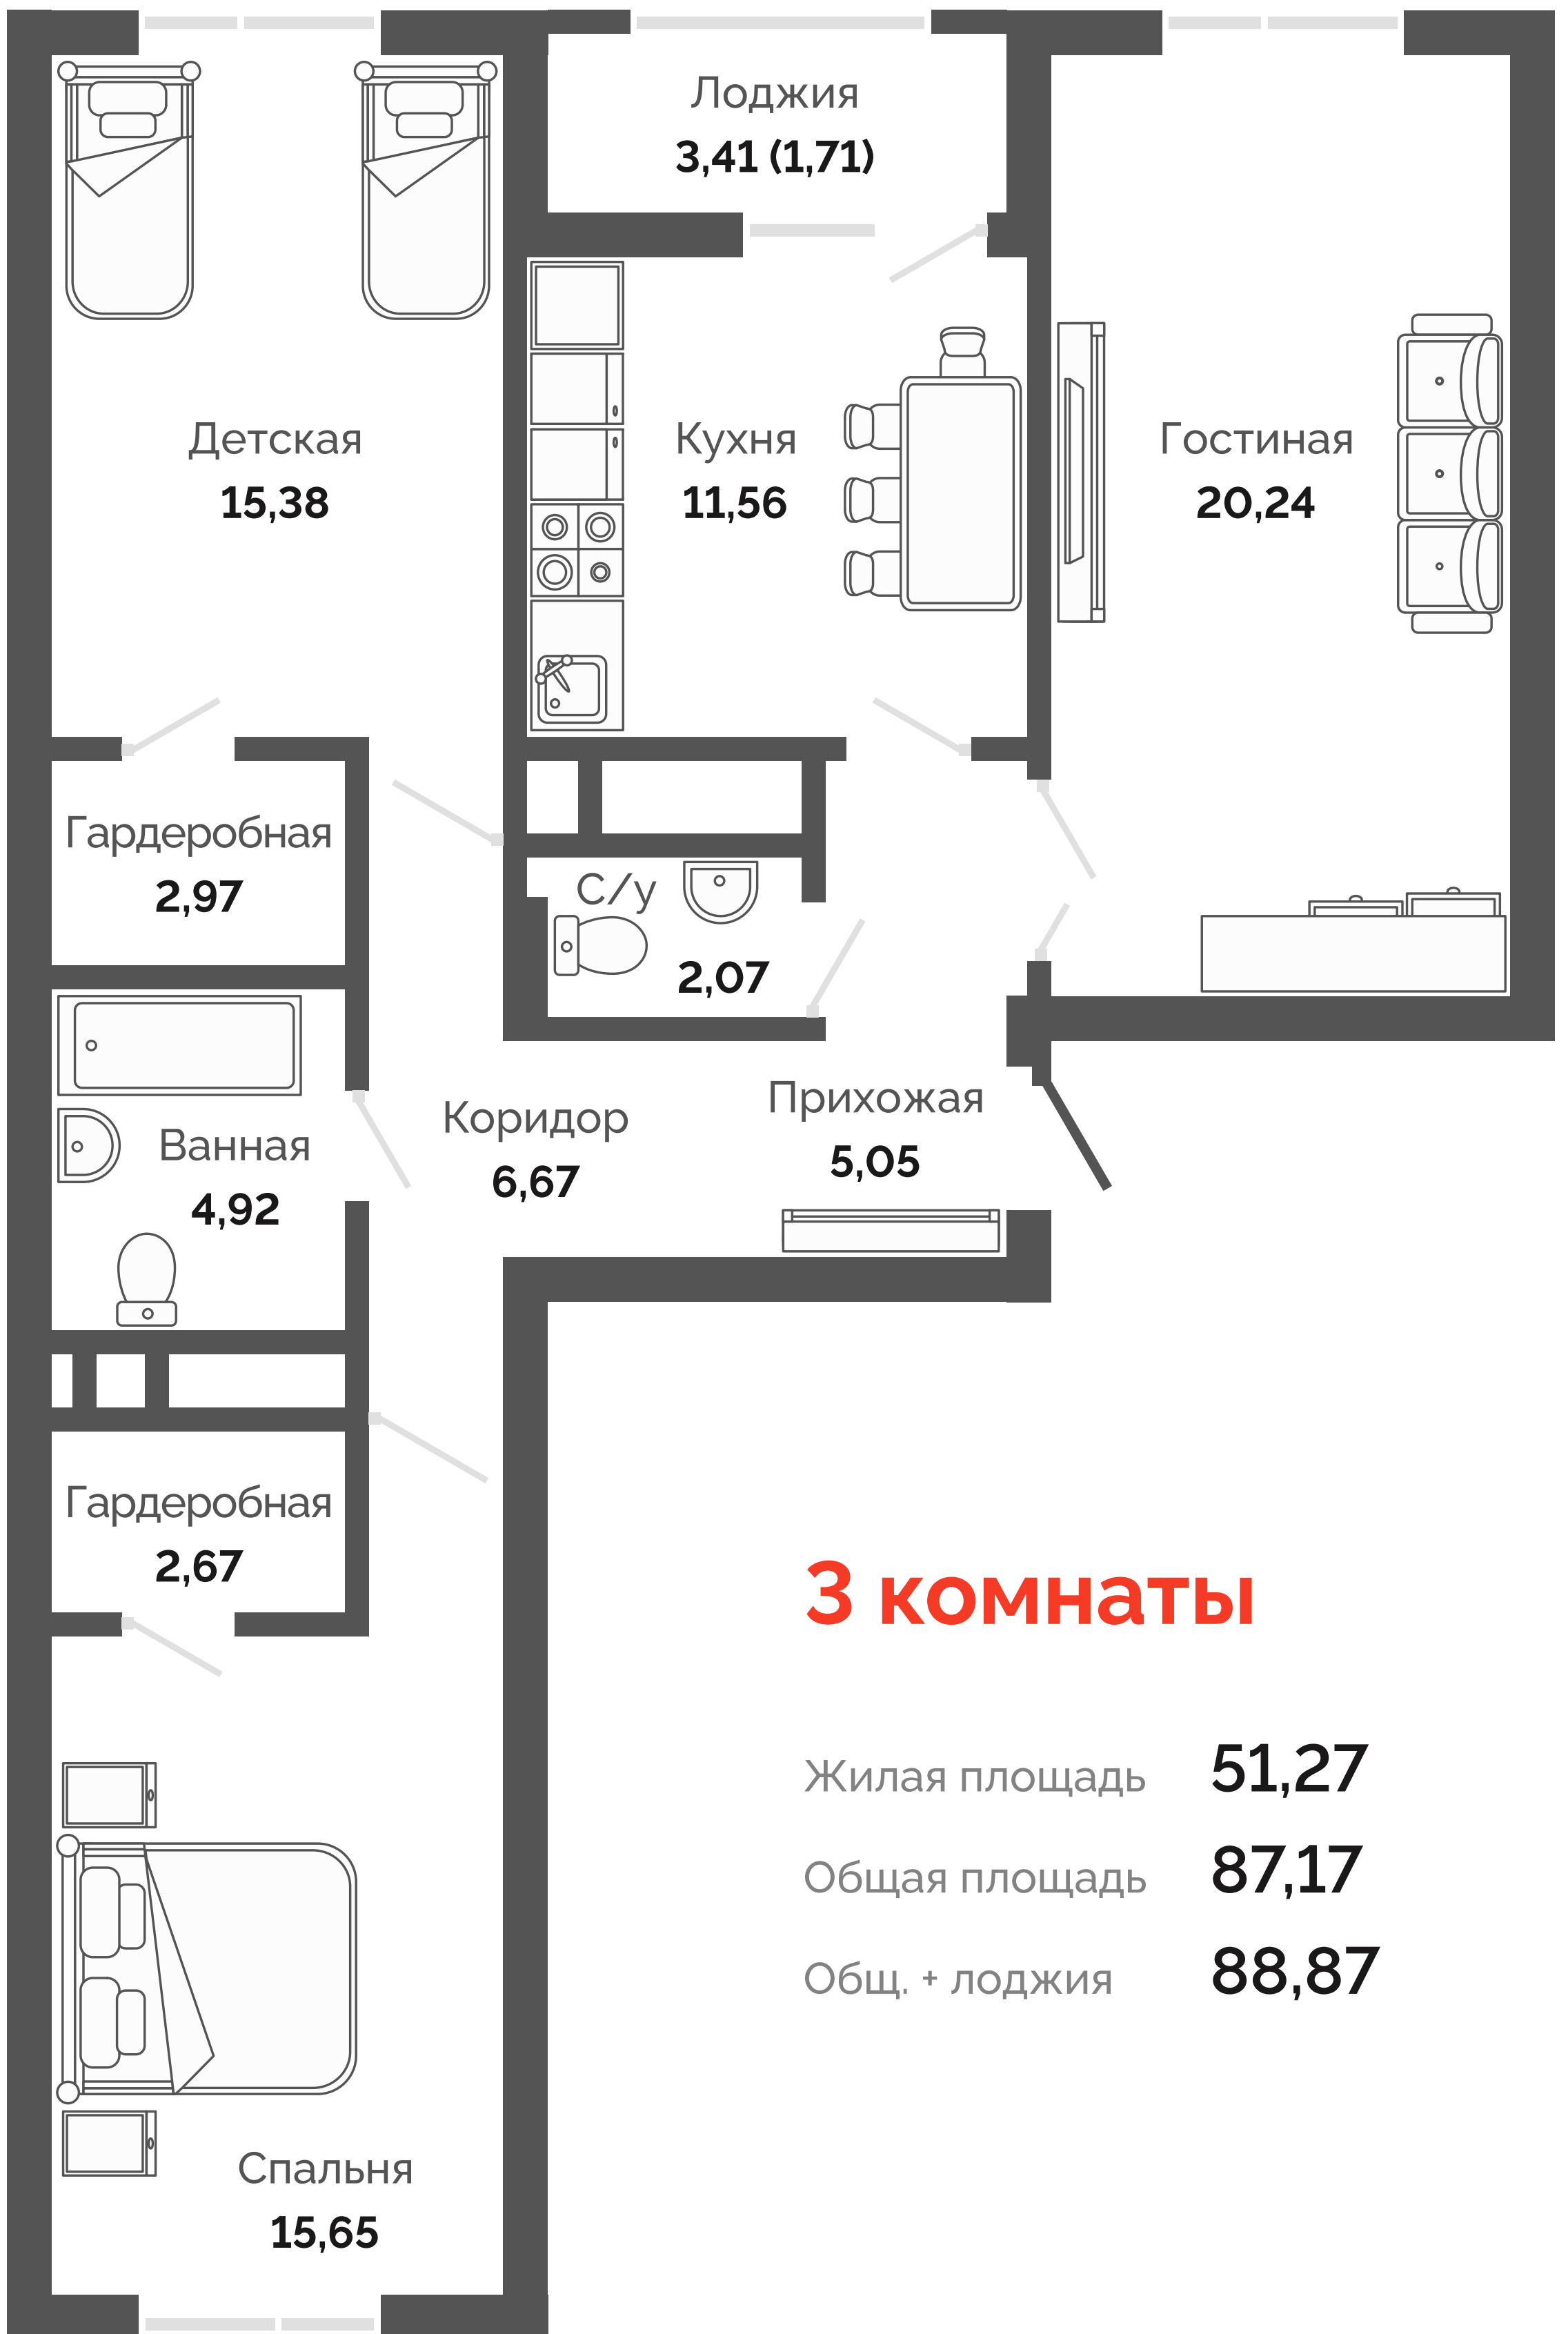 Лоджия
3,41 (1,71)
Детская
15,38
Кухня
11,56
Гостиная
20,24
Гардеробная
2,97
С/у
2,07
Ванная
4,92
Коридор
6,67
Прихожая
5,05
Гардеробная
2,67
3 комнаты
Жилая площадь 51,27
Общая площадь 87,17
Общ. + лоджия 88,87
Спальня
15,65